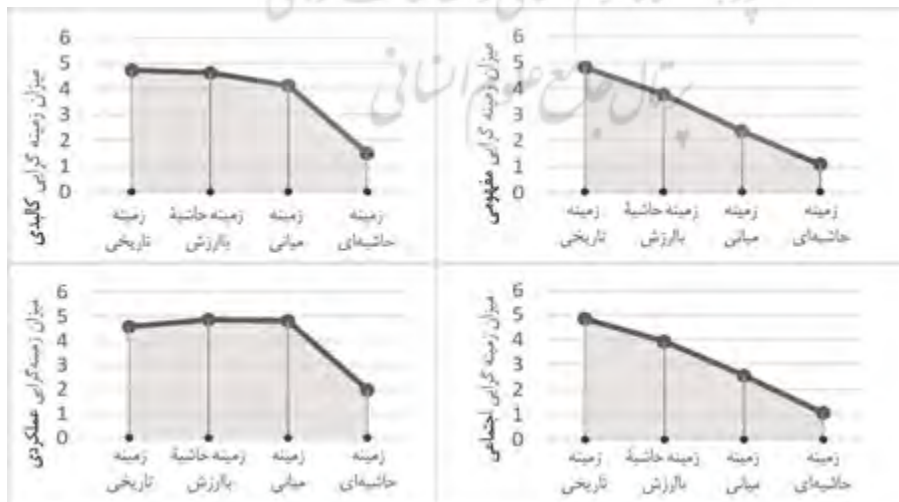 میزان زمینه گرایی کالبدی
6
5
4
3
2
1
0
زمینه تاریخی
زمینه حاشیهٔ باارزش
زمینه میانی
زمینه حاشیه‌ای
میزان زمینه گرایی مفهومی
6
5
4
3
2
1
0
زمینه تاریخی
زمینه حاشیهٔ باارزش
زمینه میانی
زمینه حاشیه‌ای
میزان زمینه‌گرایی عملکردی
6
5
4
3
2
1
0
زمینه تاریخی
زمینه حاشیهٔ باارزش
زمینه میانی
زمینه حاشیه‌ای
میزان زمینه گرایی اجتماعی
6
5
4
3
2
1
0
زمینه تاریخی
زمینه حاشیهٔ باارزش
زمینه میانی
زمینه حاشیه‌ای
پرتال جامع علوم انسانی